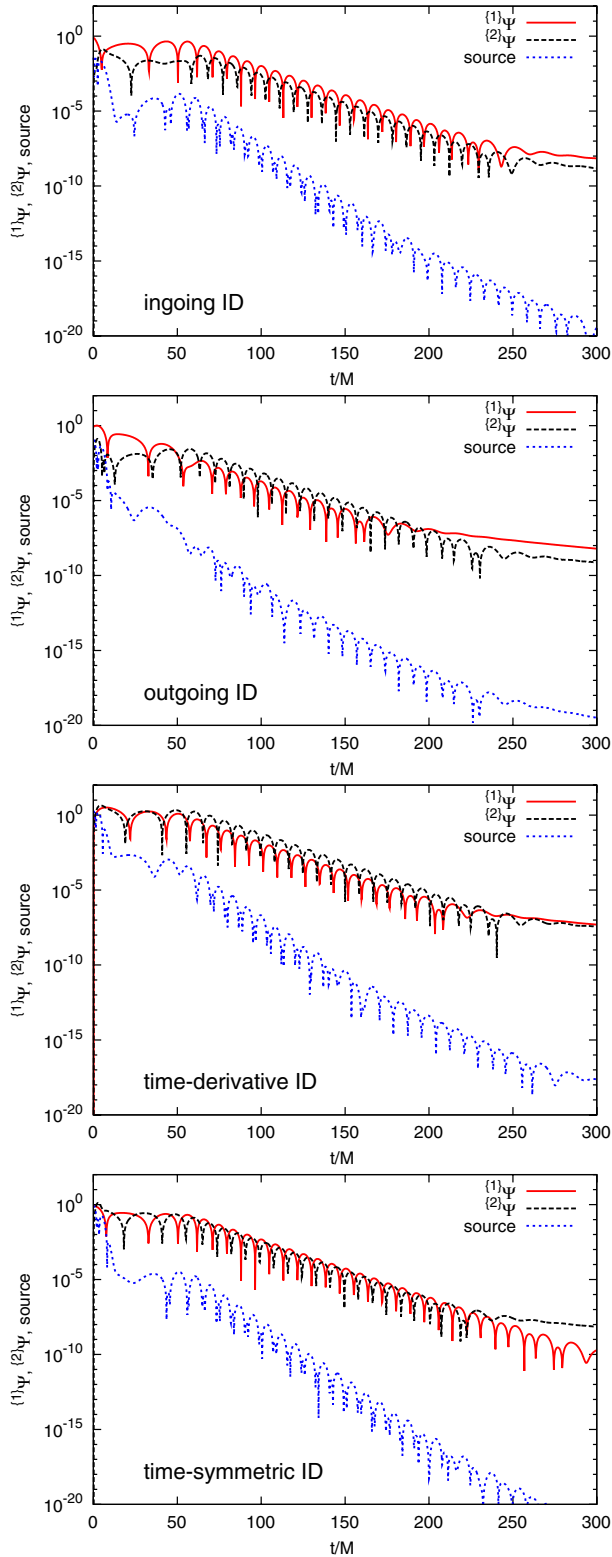 {1}Ψ
{2}Ψ
source
10^0
10^-5
10^-10
10^-15
10^-20
{1}Ψ, {2}Ψ, source
ingoing ID
0 50 100 150 200 250 300
t/M
{1}Ψ
{2}Ψ
source
10^0
10^-5
10^-10
10^-15
10^-20
{1}Ψ, {2}Ψ, source
outgoing ID
0 50 100 150 200 250 300
t/M
{1}Ψ
{2}Ψ
source
10^0
10^-5
10^-10
10^-15
10^-20
{1}Ψ, {2}Ψ, source
time-derivative ID
0 50 100 150 200 250 300
t/M
{1}Ψ
{2}Ψ
source
10^0
10^-5
10^-10
10^-15
10^-20
{1}Ψ, {2}Ψ, source
time-symmetric ID
0 50 100 150 200 250 300
t/M